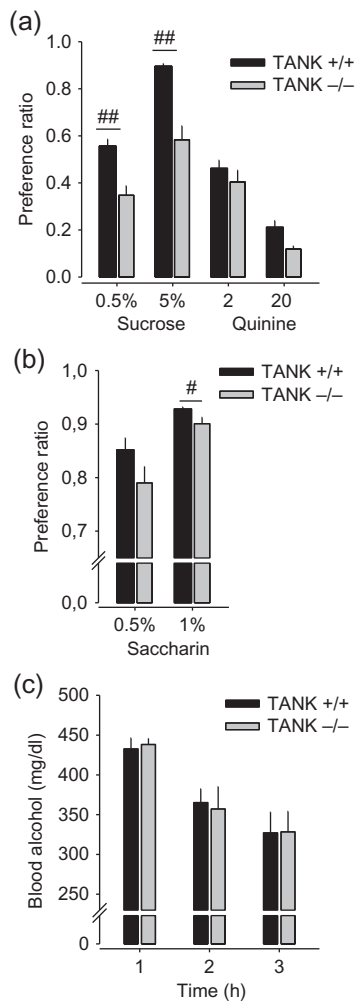 (a)
1.0
0.8
0.6
0.4
0.2
0.0
Preference ratio
##
##
TANK +/+
TANK –/–
0.5% 5% 2 20
Sucrose Quinine
(b)
1,0
0,9
0,8
0,7
0,0
Preference ratio
#
TANK +/+
TANK –/–
0.5% 1%
Saccharin
(c)
500
450
400
350
300
250
0
Blood alcohol (mg/dl)
TANK +/+
TANK –/–
1 2 3
Time (h)